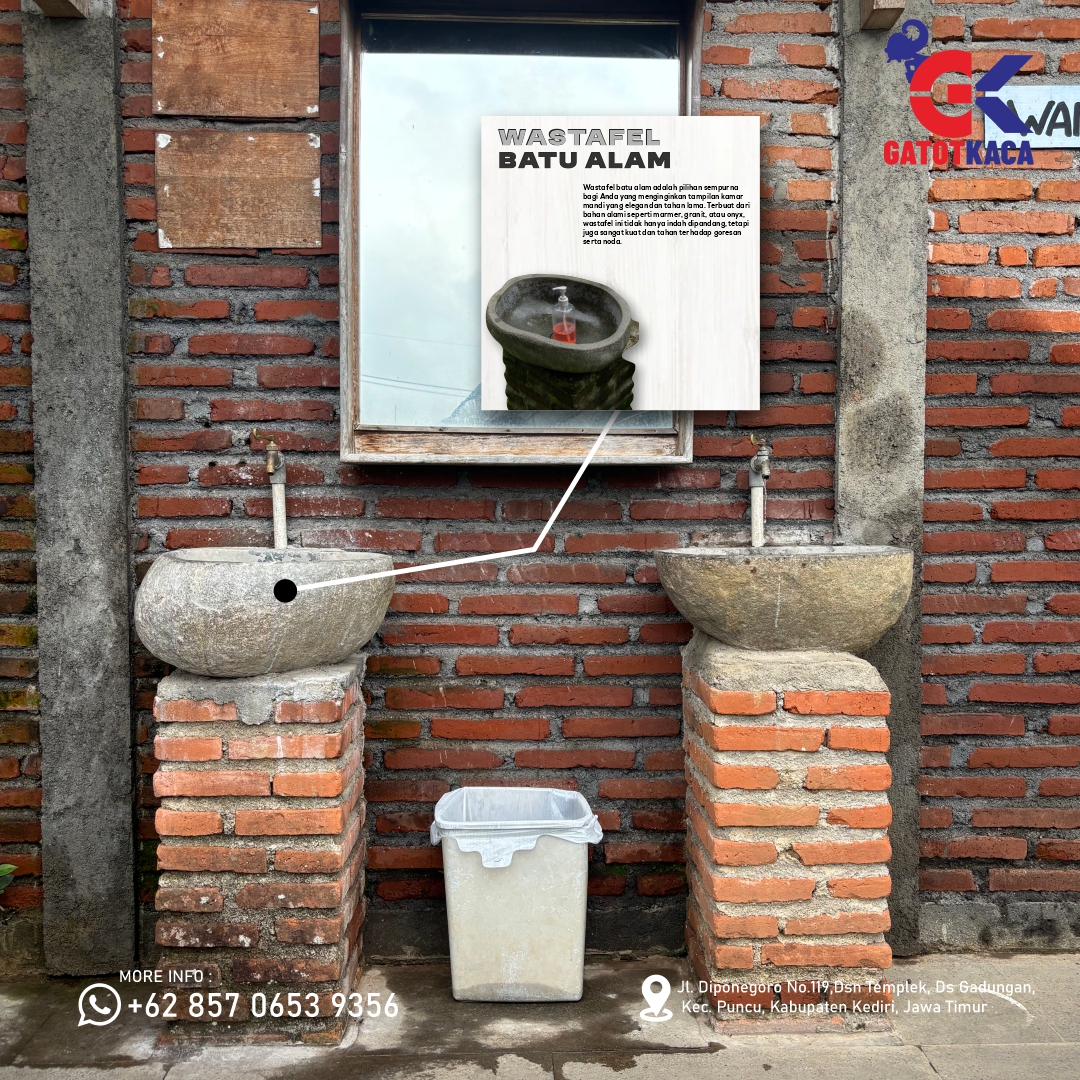 GK
GATOTKACA
WAR
WASTAFEL
BATU ALAM
Wastafel batu alam adalah pilihan sempurna
bagi Anda yang menginginkan tampilan kamar
mandi yang elegan dan tahan lama. Terbuat dari
bahan alami seperti marmer, granit, atau onyx,
wastafel ini tidak hanya indah dipandang, tetapi
juga sangat kuat dan tahan terhadap goresan
serta noda.
MORE INFO :
+62 857 0653 9356
Jl. Diponegoro No.119,Dsn Templek, Ds Gadungan,
Kec. Puncu, Kabupaten Kediri, Jawa Timur